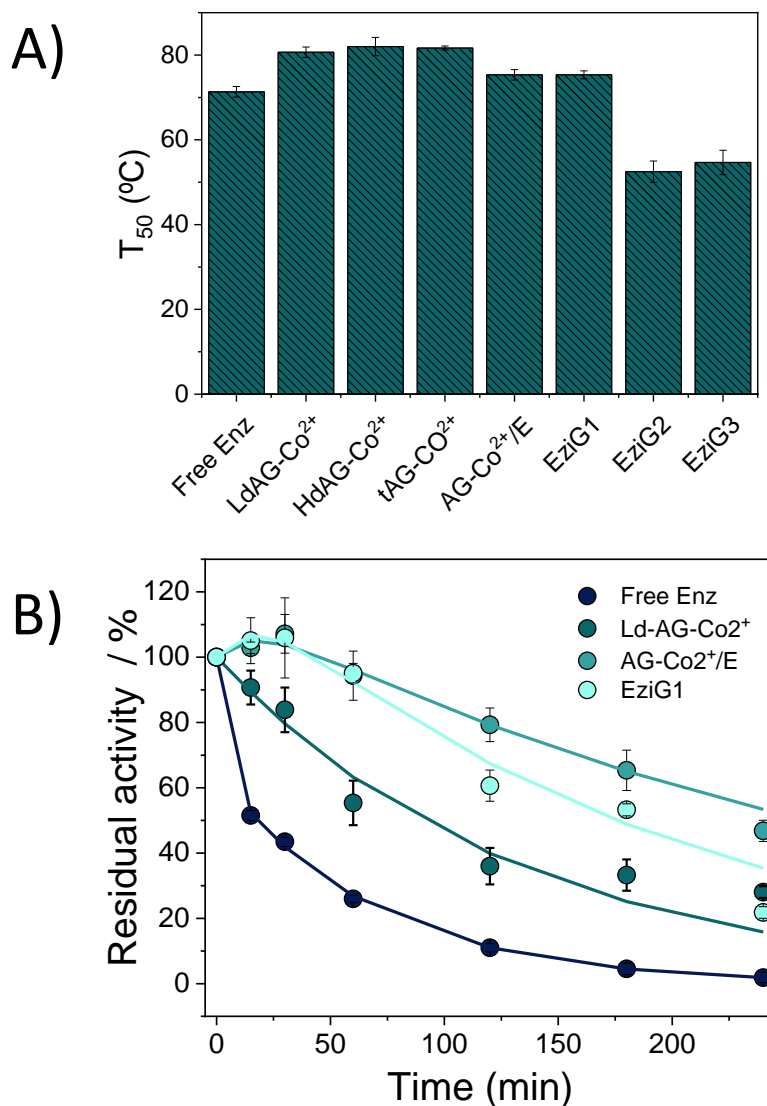 A)
80
60
40
20
0
T₅₀ (ºC)
Free Enz
LdAG-Co²⁺
HdAG-Co²⁺
tAG-CO²⁺
AG-Co²⁺/E
EziG1
EziG2
EziG3
B)
120
100
80
60
40
20
0
Residual activity / %
Free Enz
Ld-AG-Co2⁺
AG-Co2⁺/E
EziG1
0
50
100
150
200
Time (min)